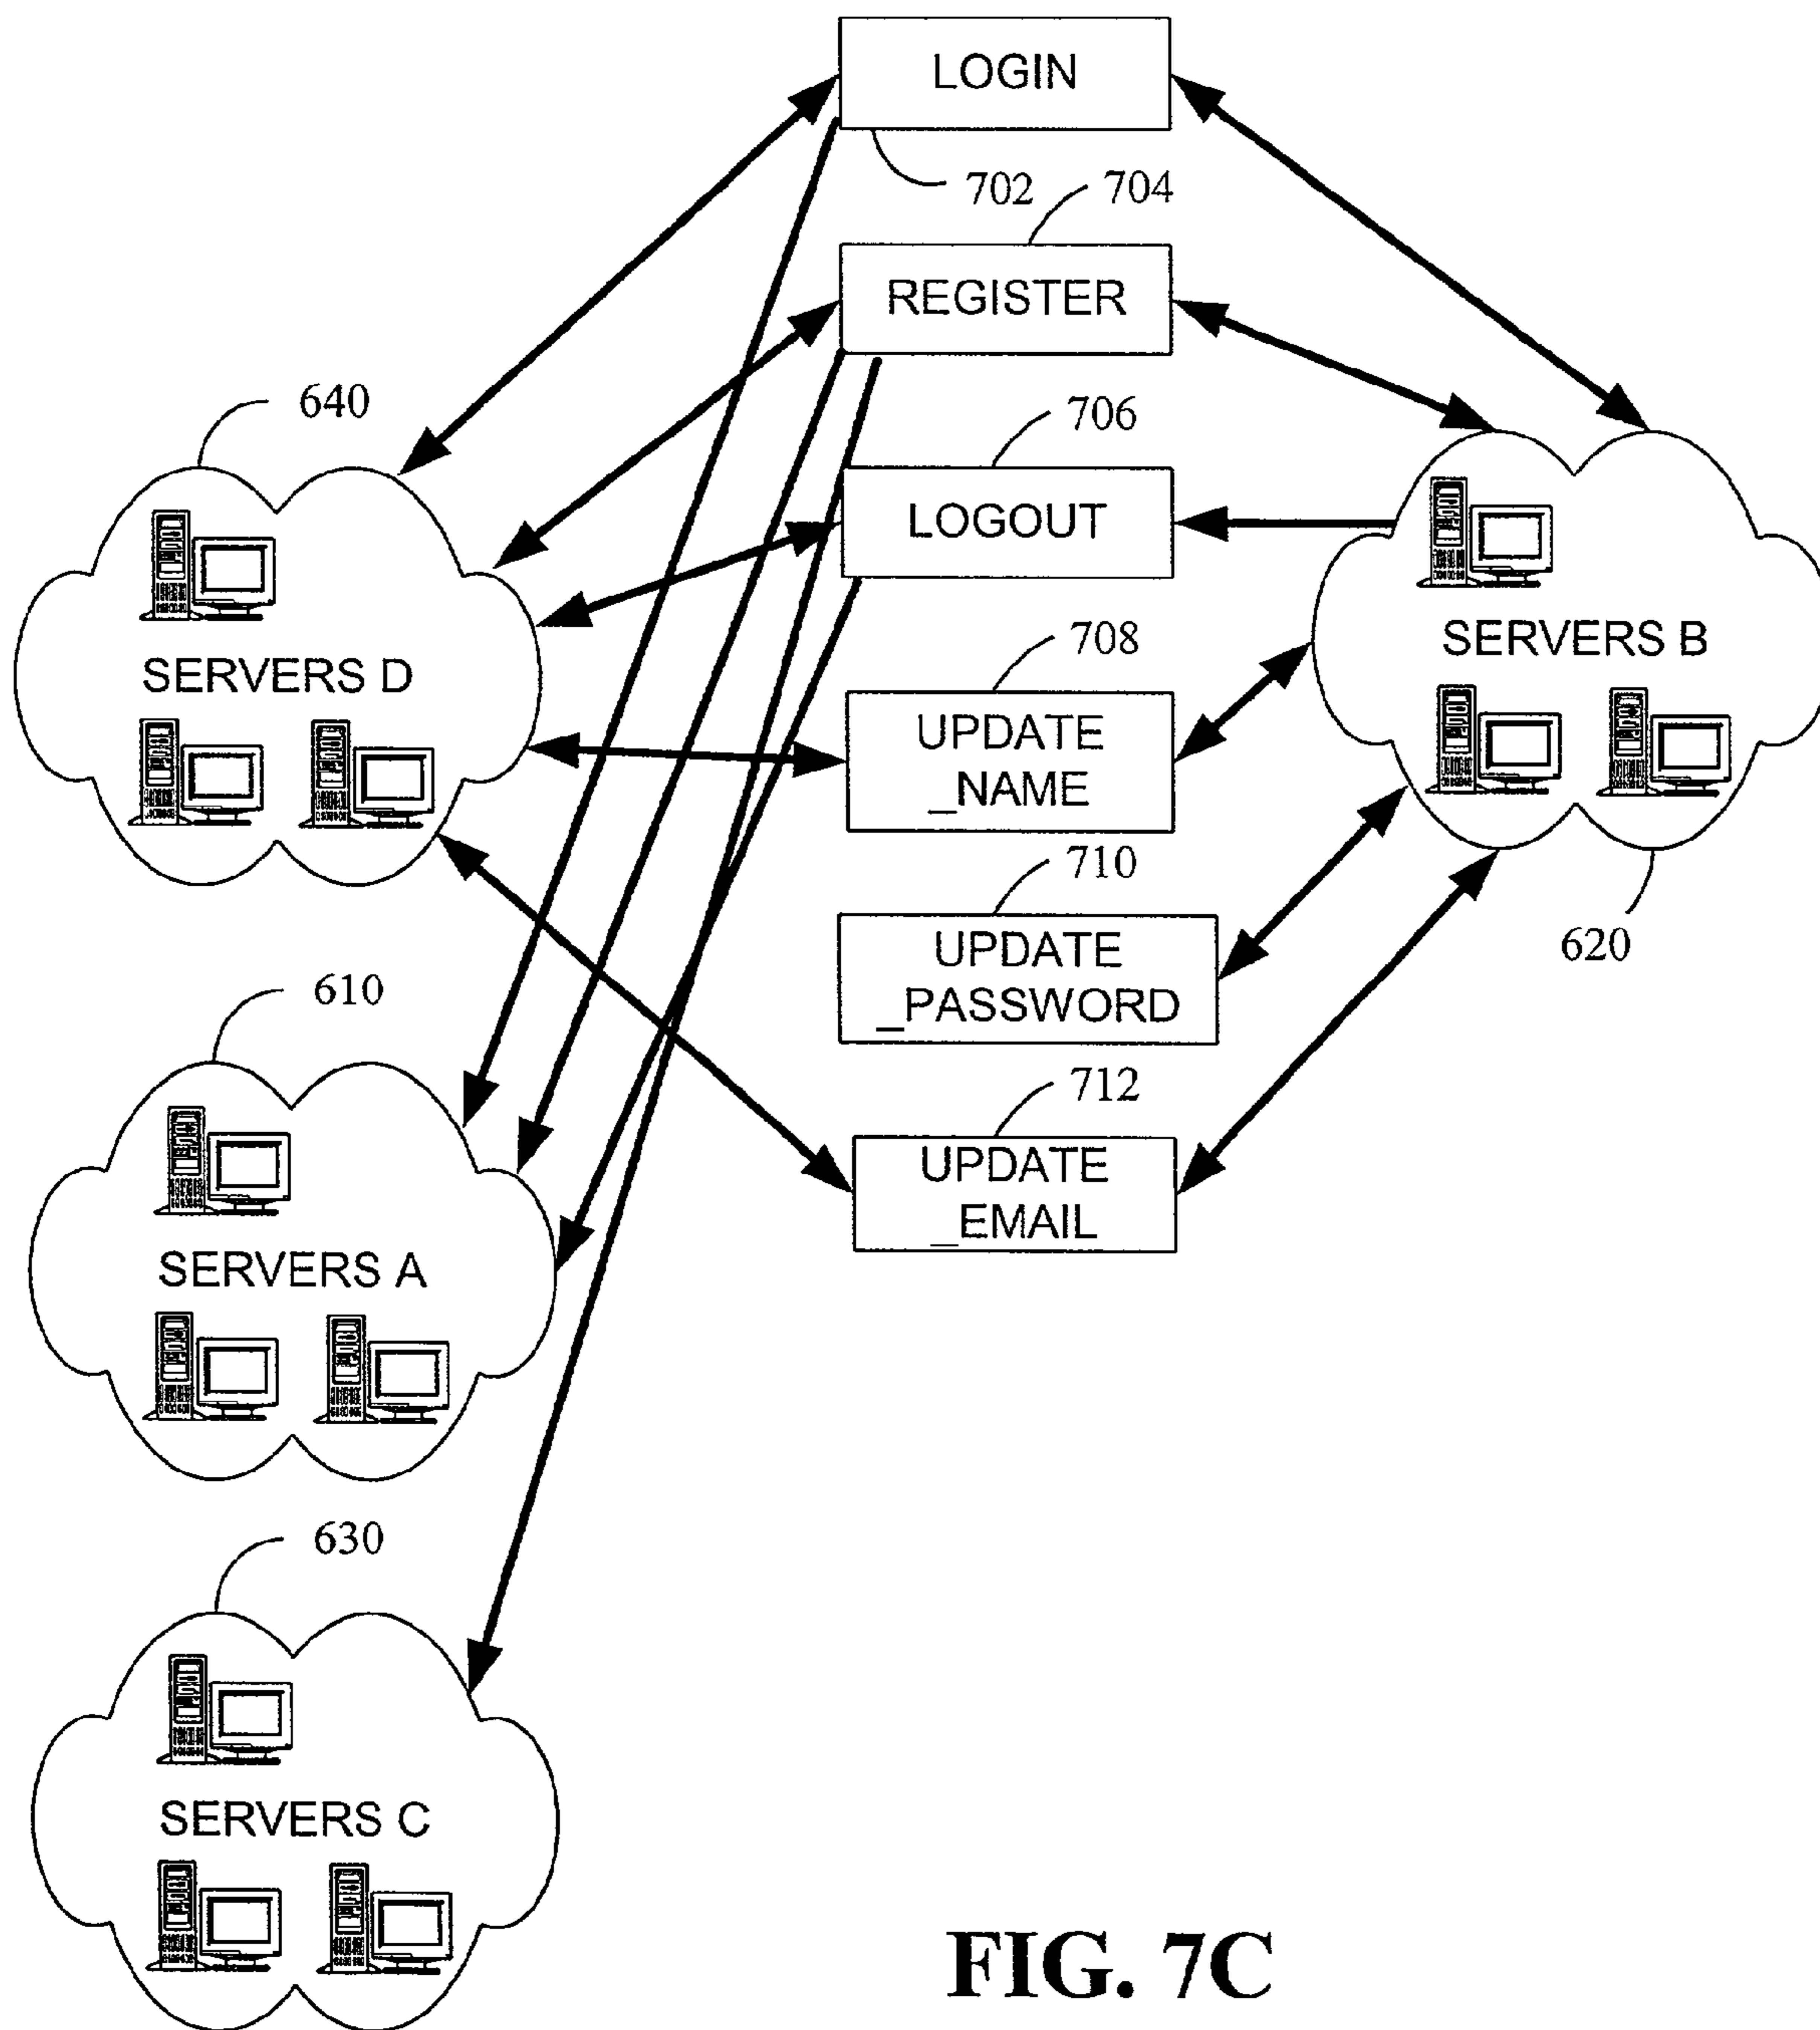 LOGIN
702
704
REGISTER
640
706
LOGOUT
708
SERVERS D
SERVERS B
UPDATE
_NAME
710
620
UPDATE
_PASSWORD
610
712
UPDATE
_EMAIL
SERVERS A
630
SERVERS C
FIG. 7C